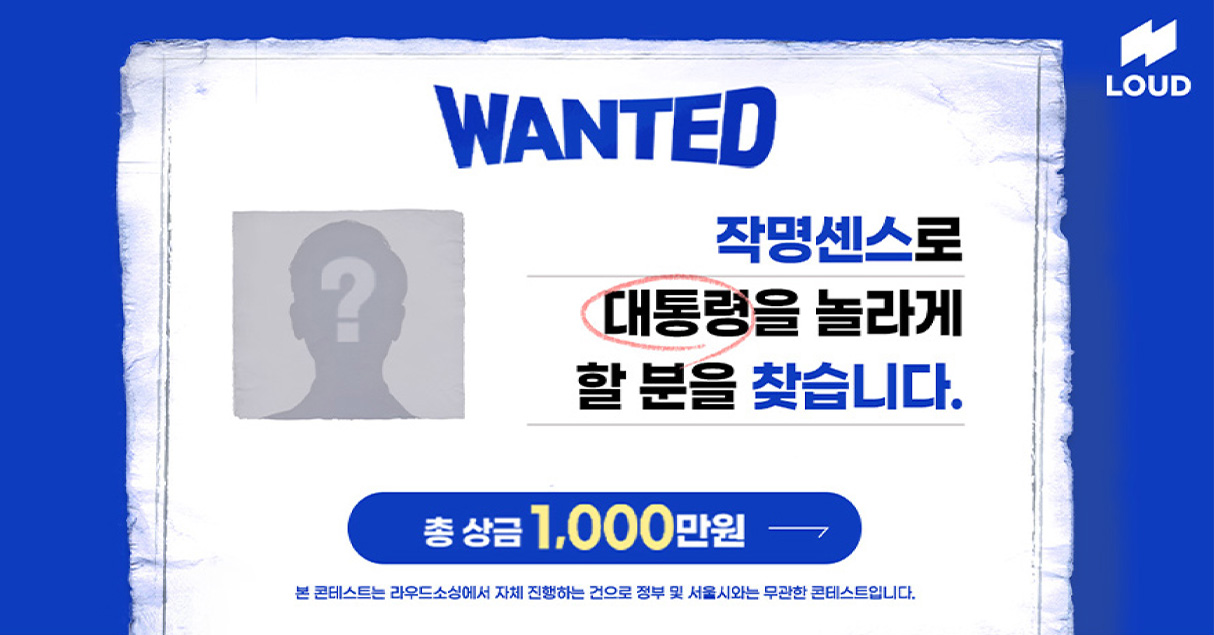 LOUD
WANTED
?
작명센스로
대통령을 놀라게
할 분을 찾습니다.
총 상금 1,000만원
본 콘테스트는 라우드소싱에서 자체 진행하는 건으로 정부 및 서울시와는 무관한 콘테스트입니다.